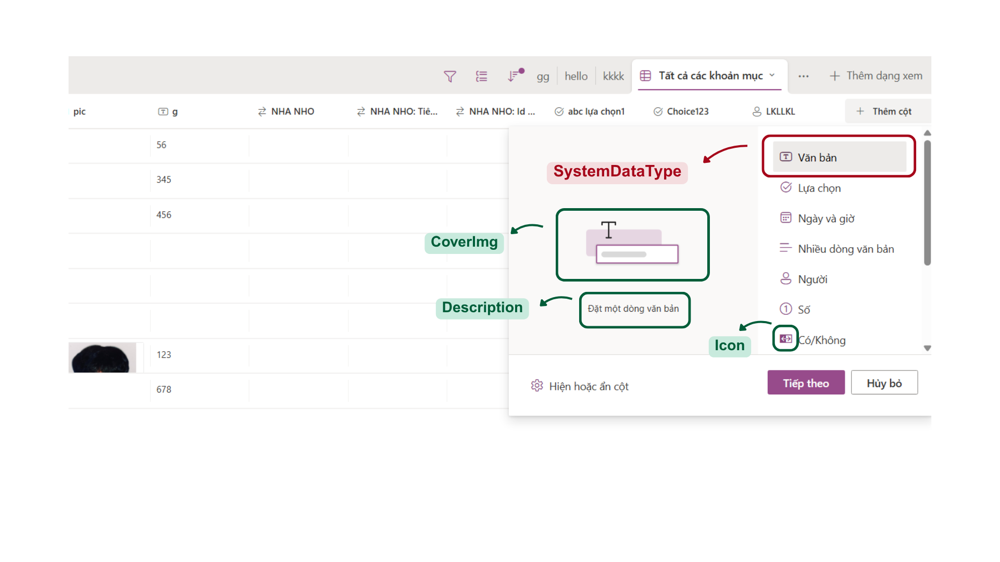 gg
hello
kkkk
Tất cả các khoản mục
Thêm dạng xem
pic
g
NHA NHO
NHA NHO: Tiê...
NHA NHO: Id ...
abc lựa chọn1
Choice123
LKLLKL
Thêm cột
56
345
456
123
678
SystemDataType
CoverImg
T
Description
Đặt một dòng văn bản
Icon
Văn bản
Lựa chọn
Ngày và giờ
Nhiều dòng văn bản
Người
Số
Có/Không
Hiện hoặc ẩn cột
Tiếp theo
Hủy bỏ